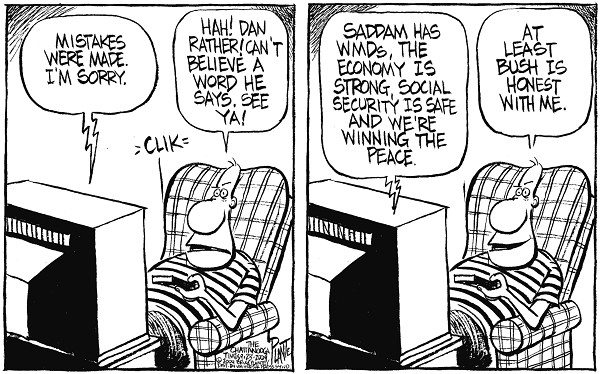 MISTAKES
WERE MADE.
I'M SORRY.
HAH! DAN
RATHER! CAN'T
BELIEVE A
WORD HE
SAYS. SEE
YA!
CLIK
THE
CHATTANOOGA
SADDAM HAS
WMDs, THE
ECONOMY IS
STRONG, SOCIAL
SECURITY IS SAFE
AND WE'RE
WINNING THE
PEACE.
AT
LEAST
BUSH IS
HONEST
WITH ME.